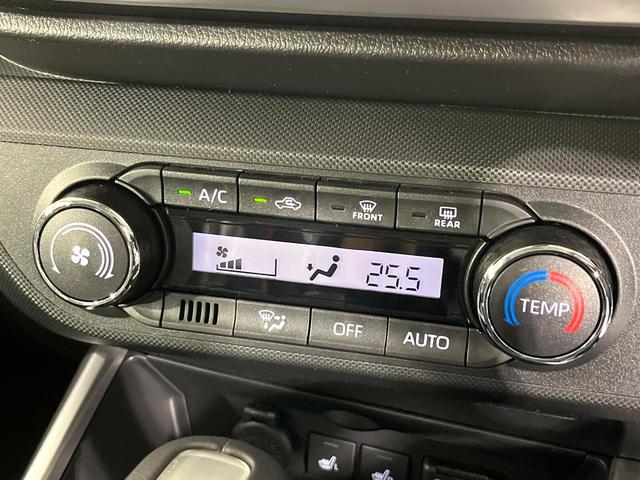 A/C
FRONT
REAR
25.5
TEMP
OFF
AUTO
L